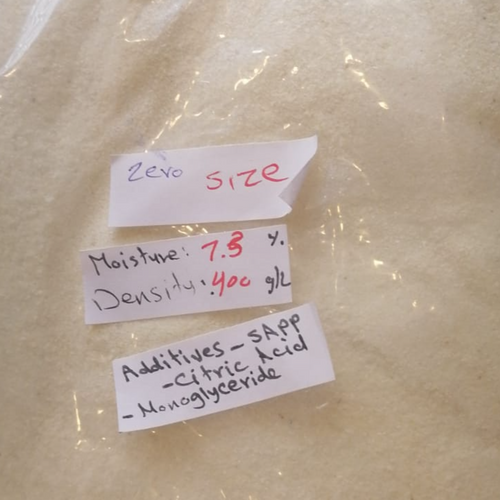 Zero size
Moisture: 7.3 %.
Density: 400 g/L
Additives - SAPP
- Citric Acid
- Monoglyceride